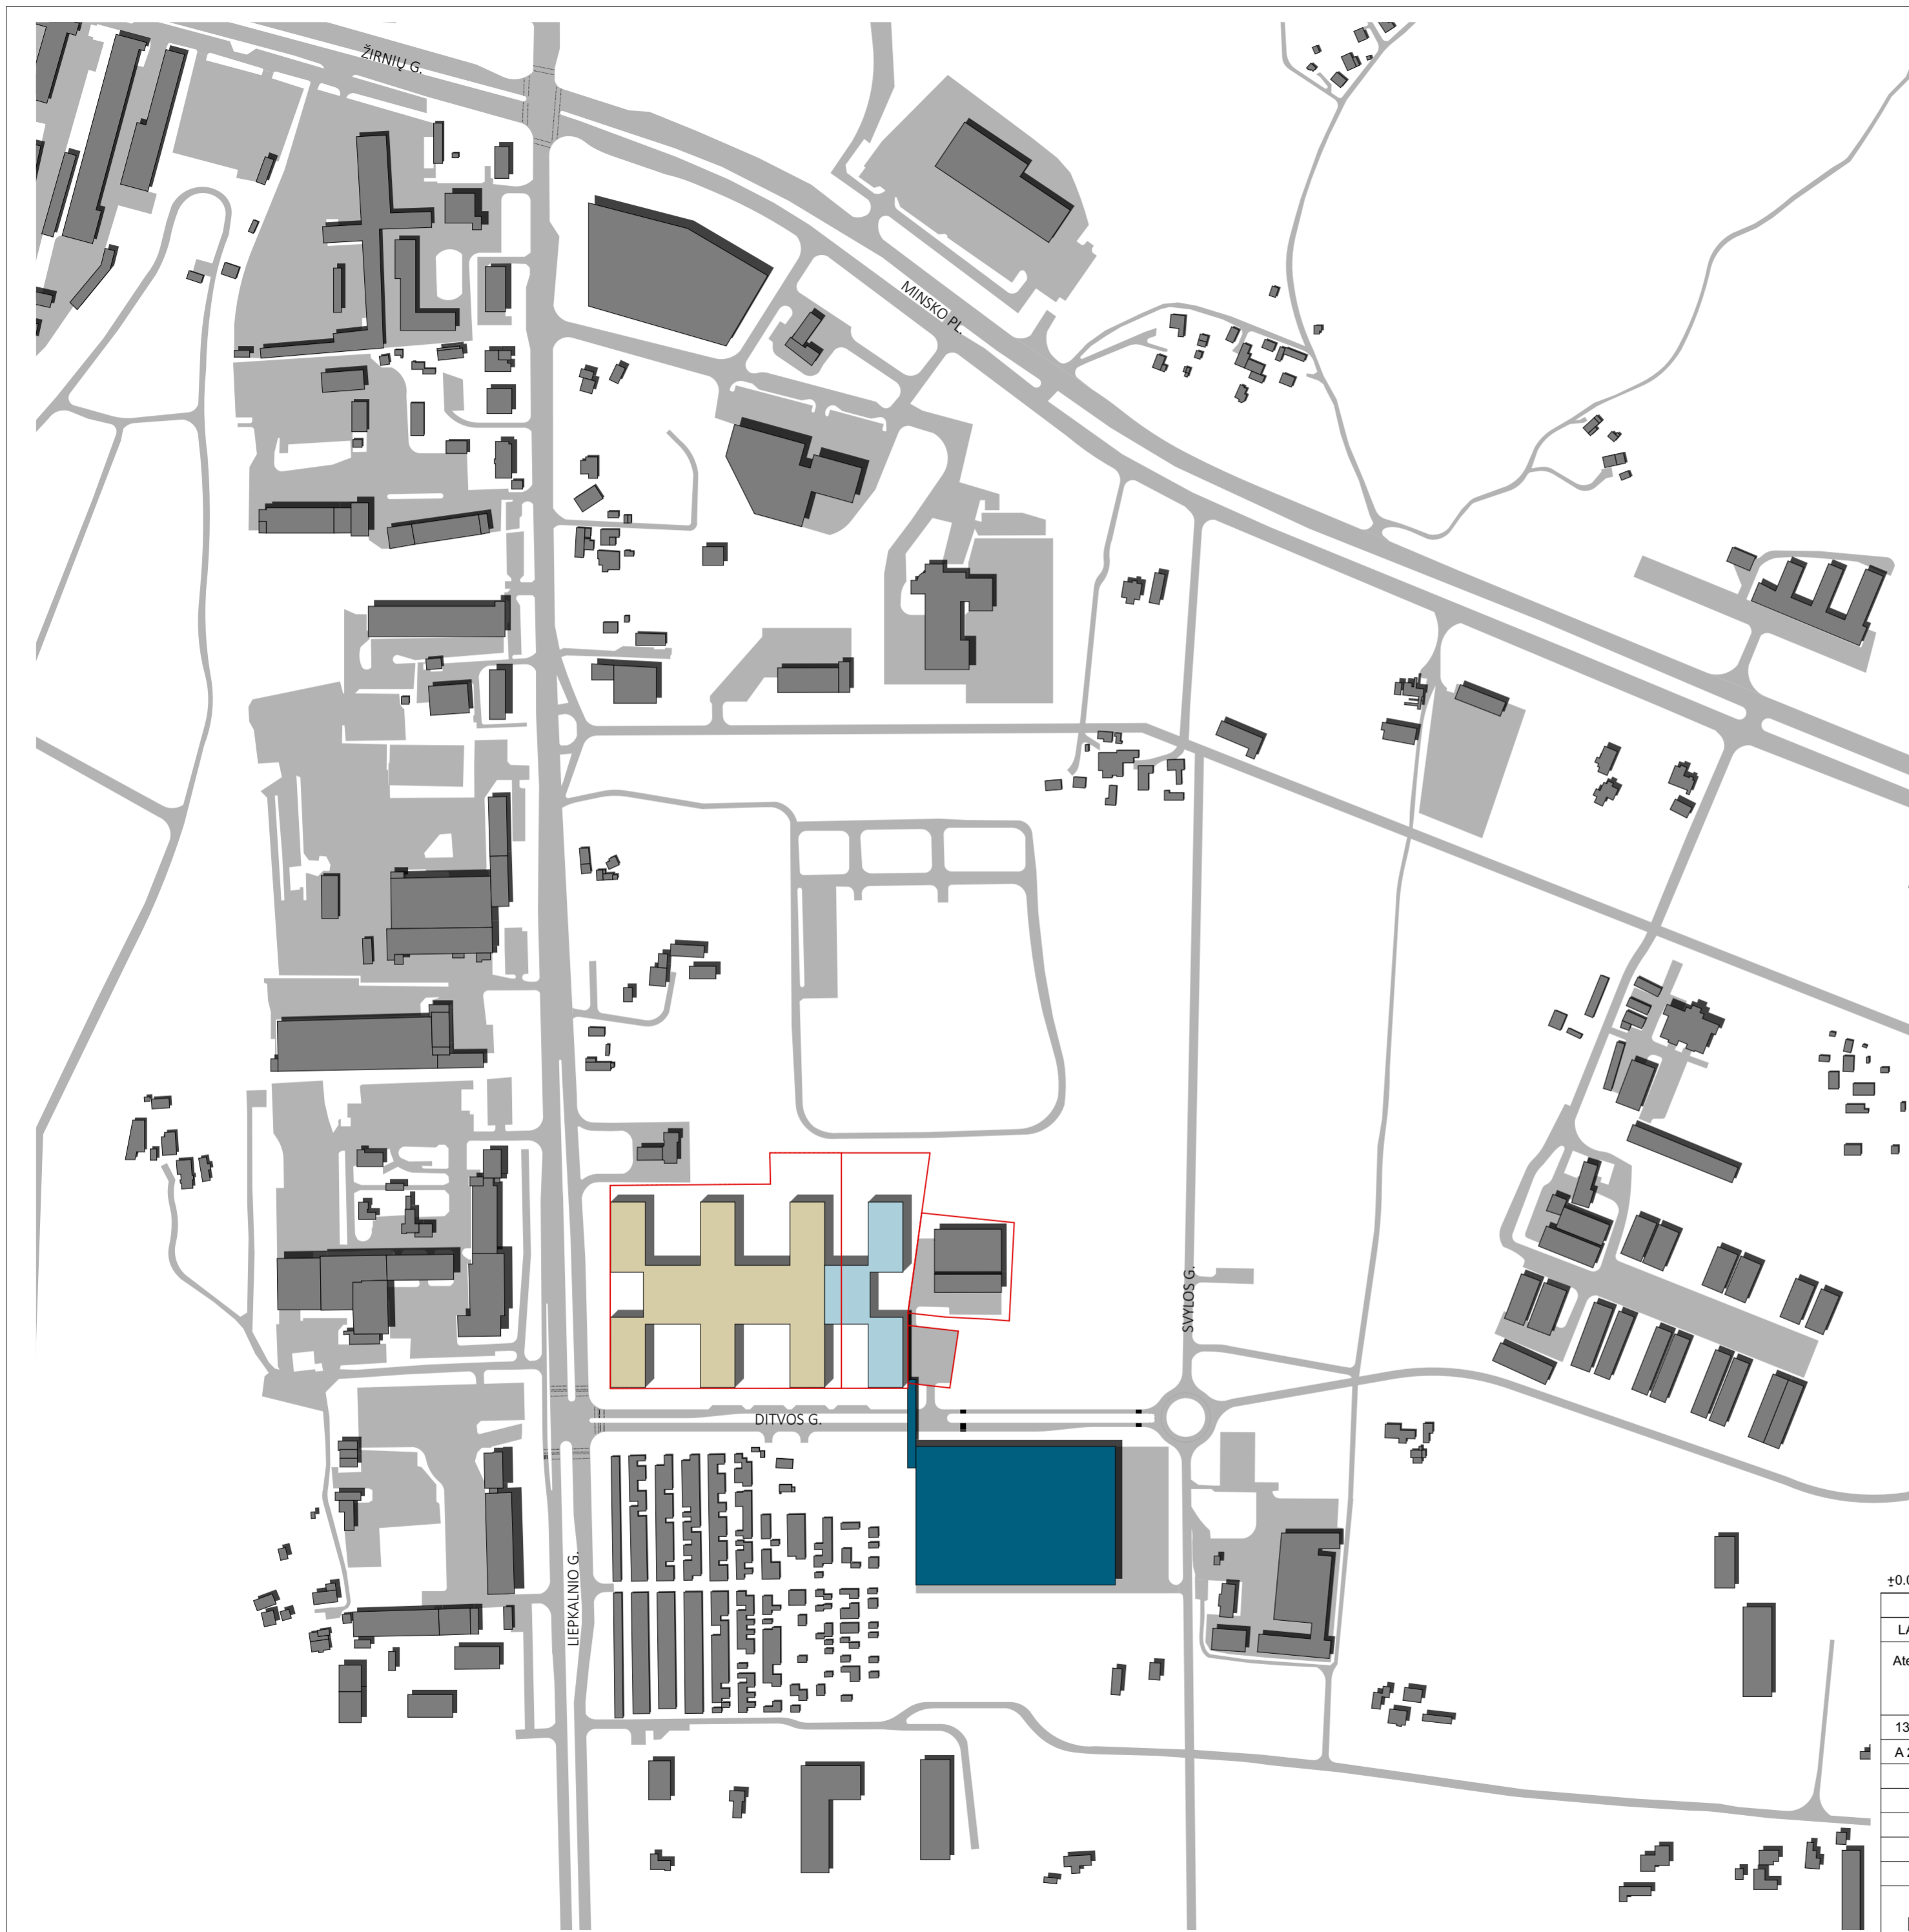 ŽIRNIŲ G.
MINSKO PL.
SVYLOS G.
DITVOS G.
LIEPKALNIO G.
±0.0
LA
Ate
13
A 2